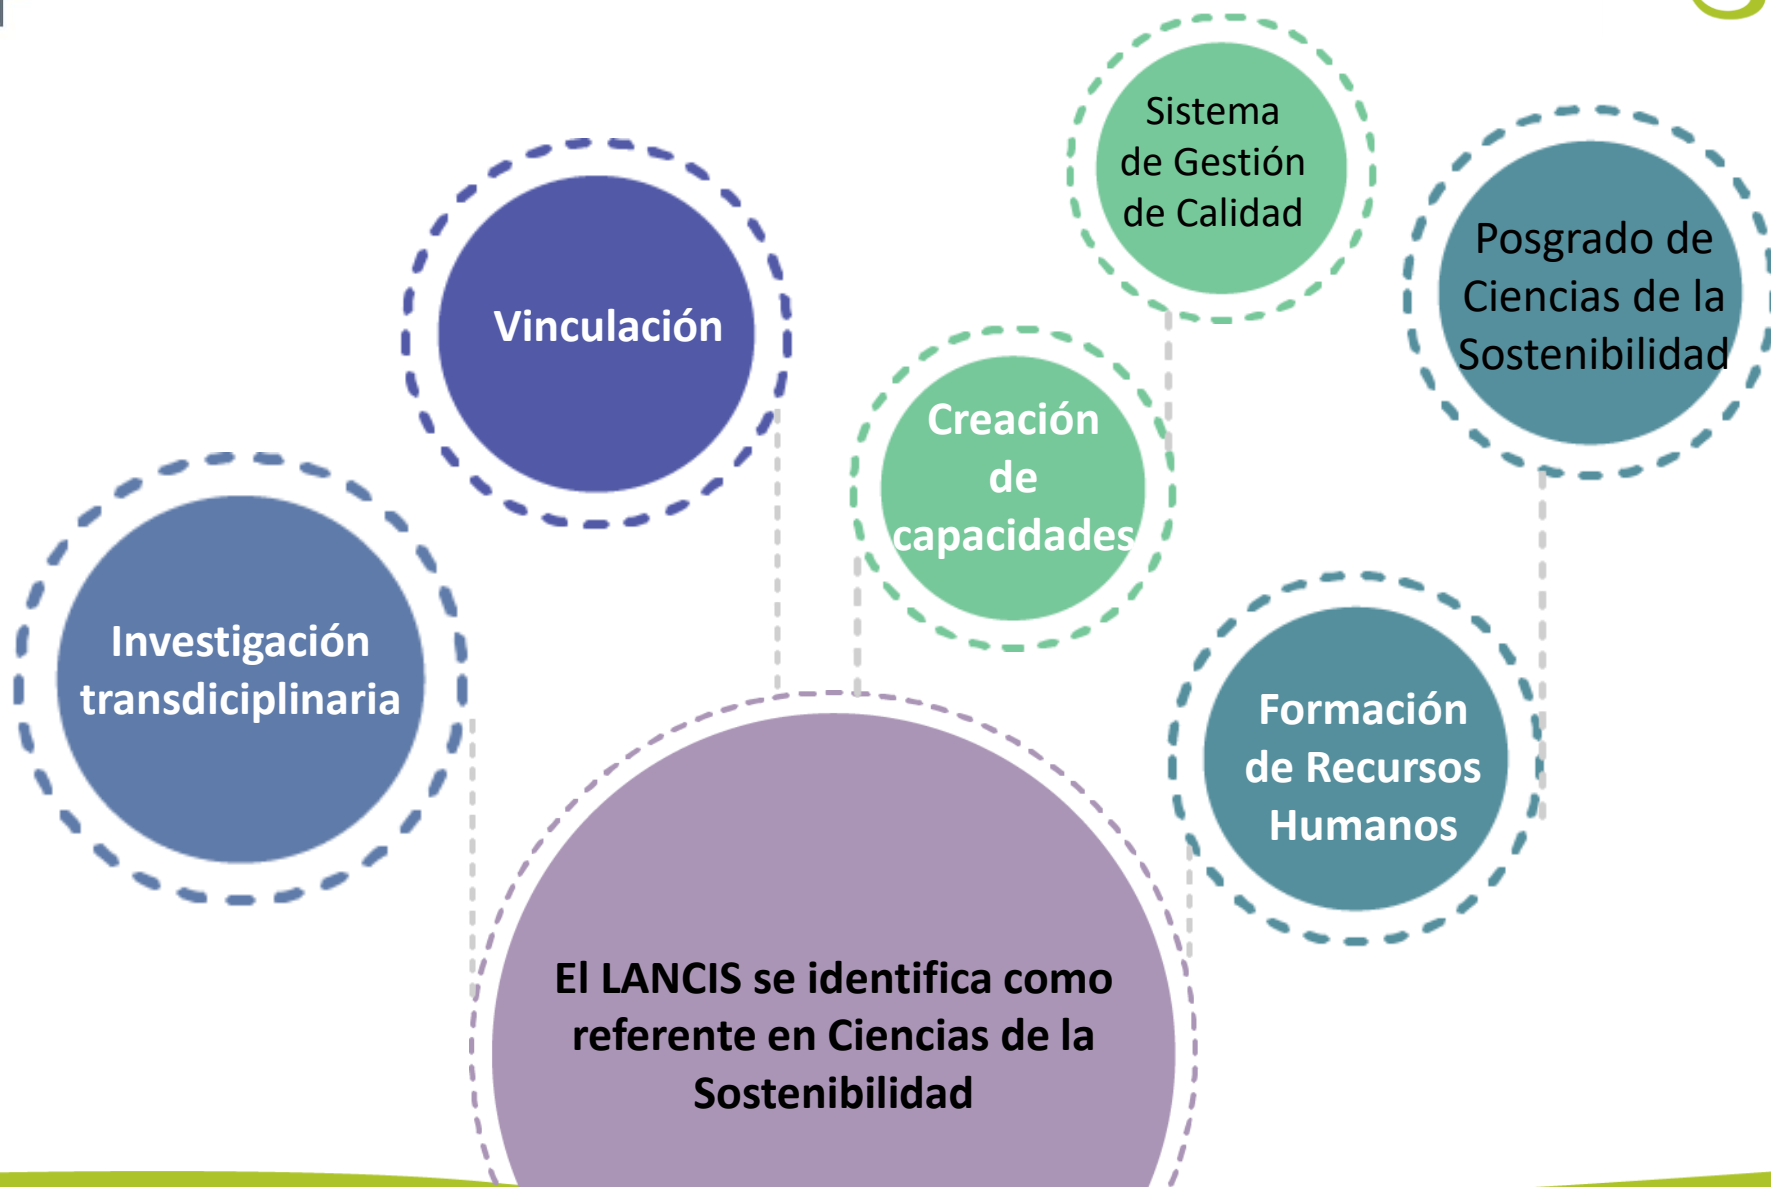 Sistema
de Gestión
de Calidad
Posgrado de
Ciencias de la
Sostenibilidad
Vinculación
Creación
de
capacidades
Investigación
transdiciplinaria
Formación
de Recursos
Humanos
El LANCIS se identifica como
referente en Ciencias de la
Sostenibilidad